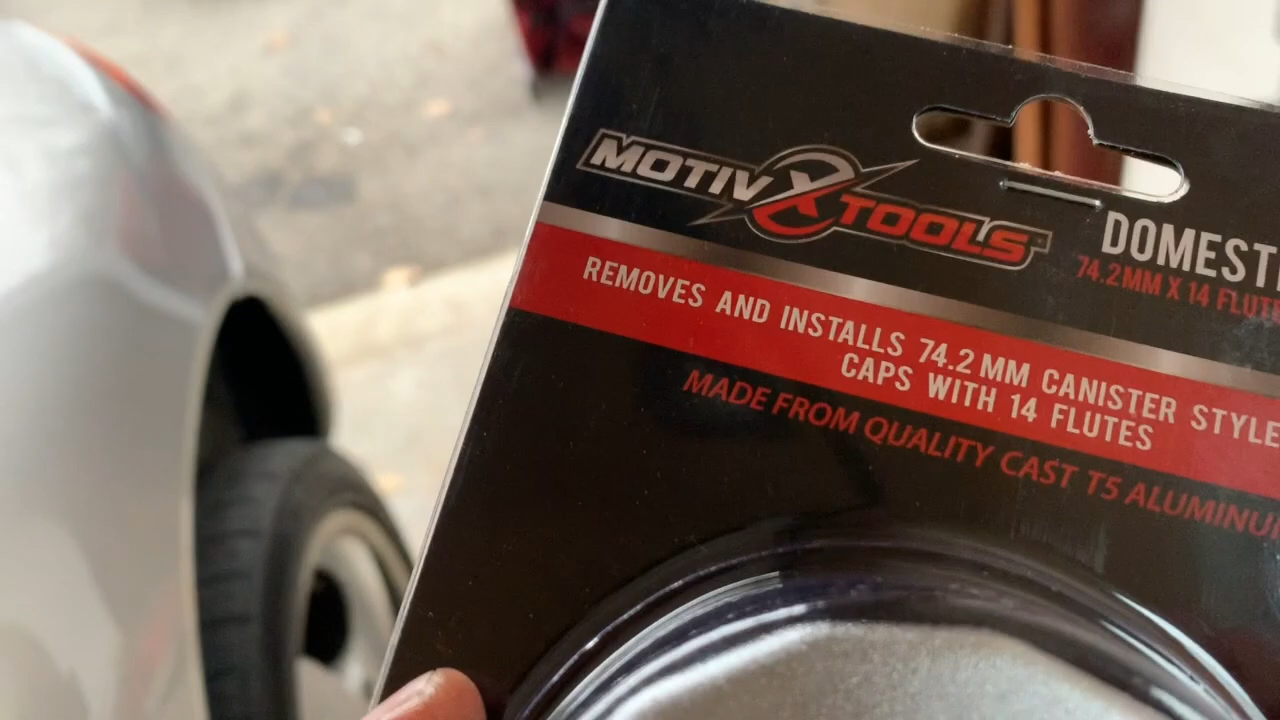 MOTIVX TOOLS
DOMESTI
74.2MM X 14 FLUTE
REMOVES AND INSTALLS 74.2 MM CANISTER STYLE
CAPS WITH 14 FLUTES
MADE FROM QUALITY CAST T5 ALUMINU